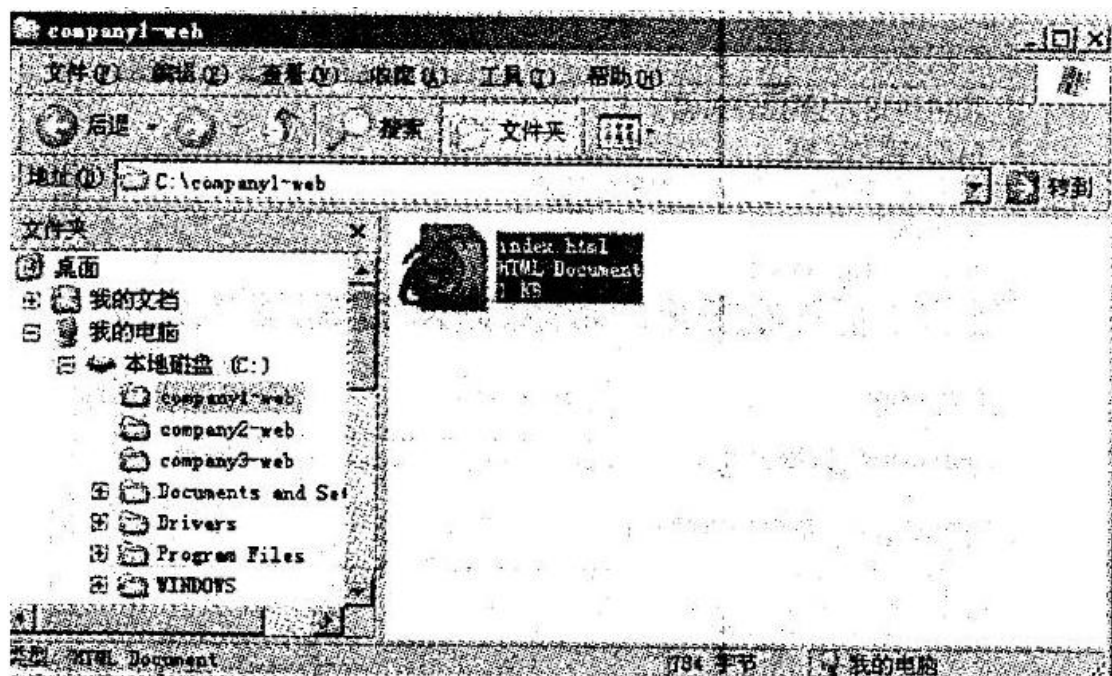 company1-web
文件(F) 编辑(E) 查看(V) 收藏(A) 工具(T) 帮助(H)
后退 搜索 文件夹
地址(D) C:\company1-web 转到
文件夹
index.html
HTML Document
1 KB
桌面
我的文档
我的电脑
本地磁盘 (C:)
company1-web
company2-web
company3-web
Documents and Set
Drivers
Program Files
WINDOWS
类型: HTML Document 784 字节 我的电脑